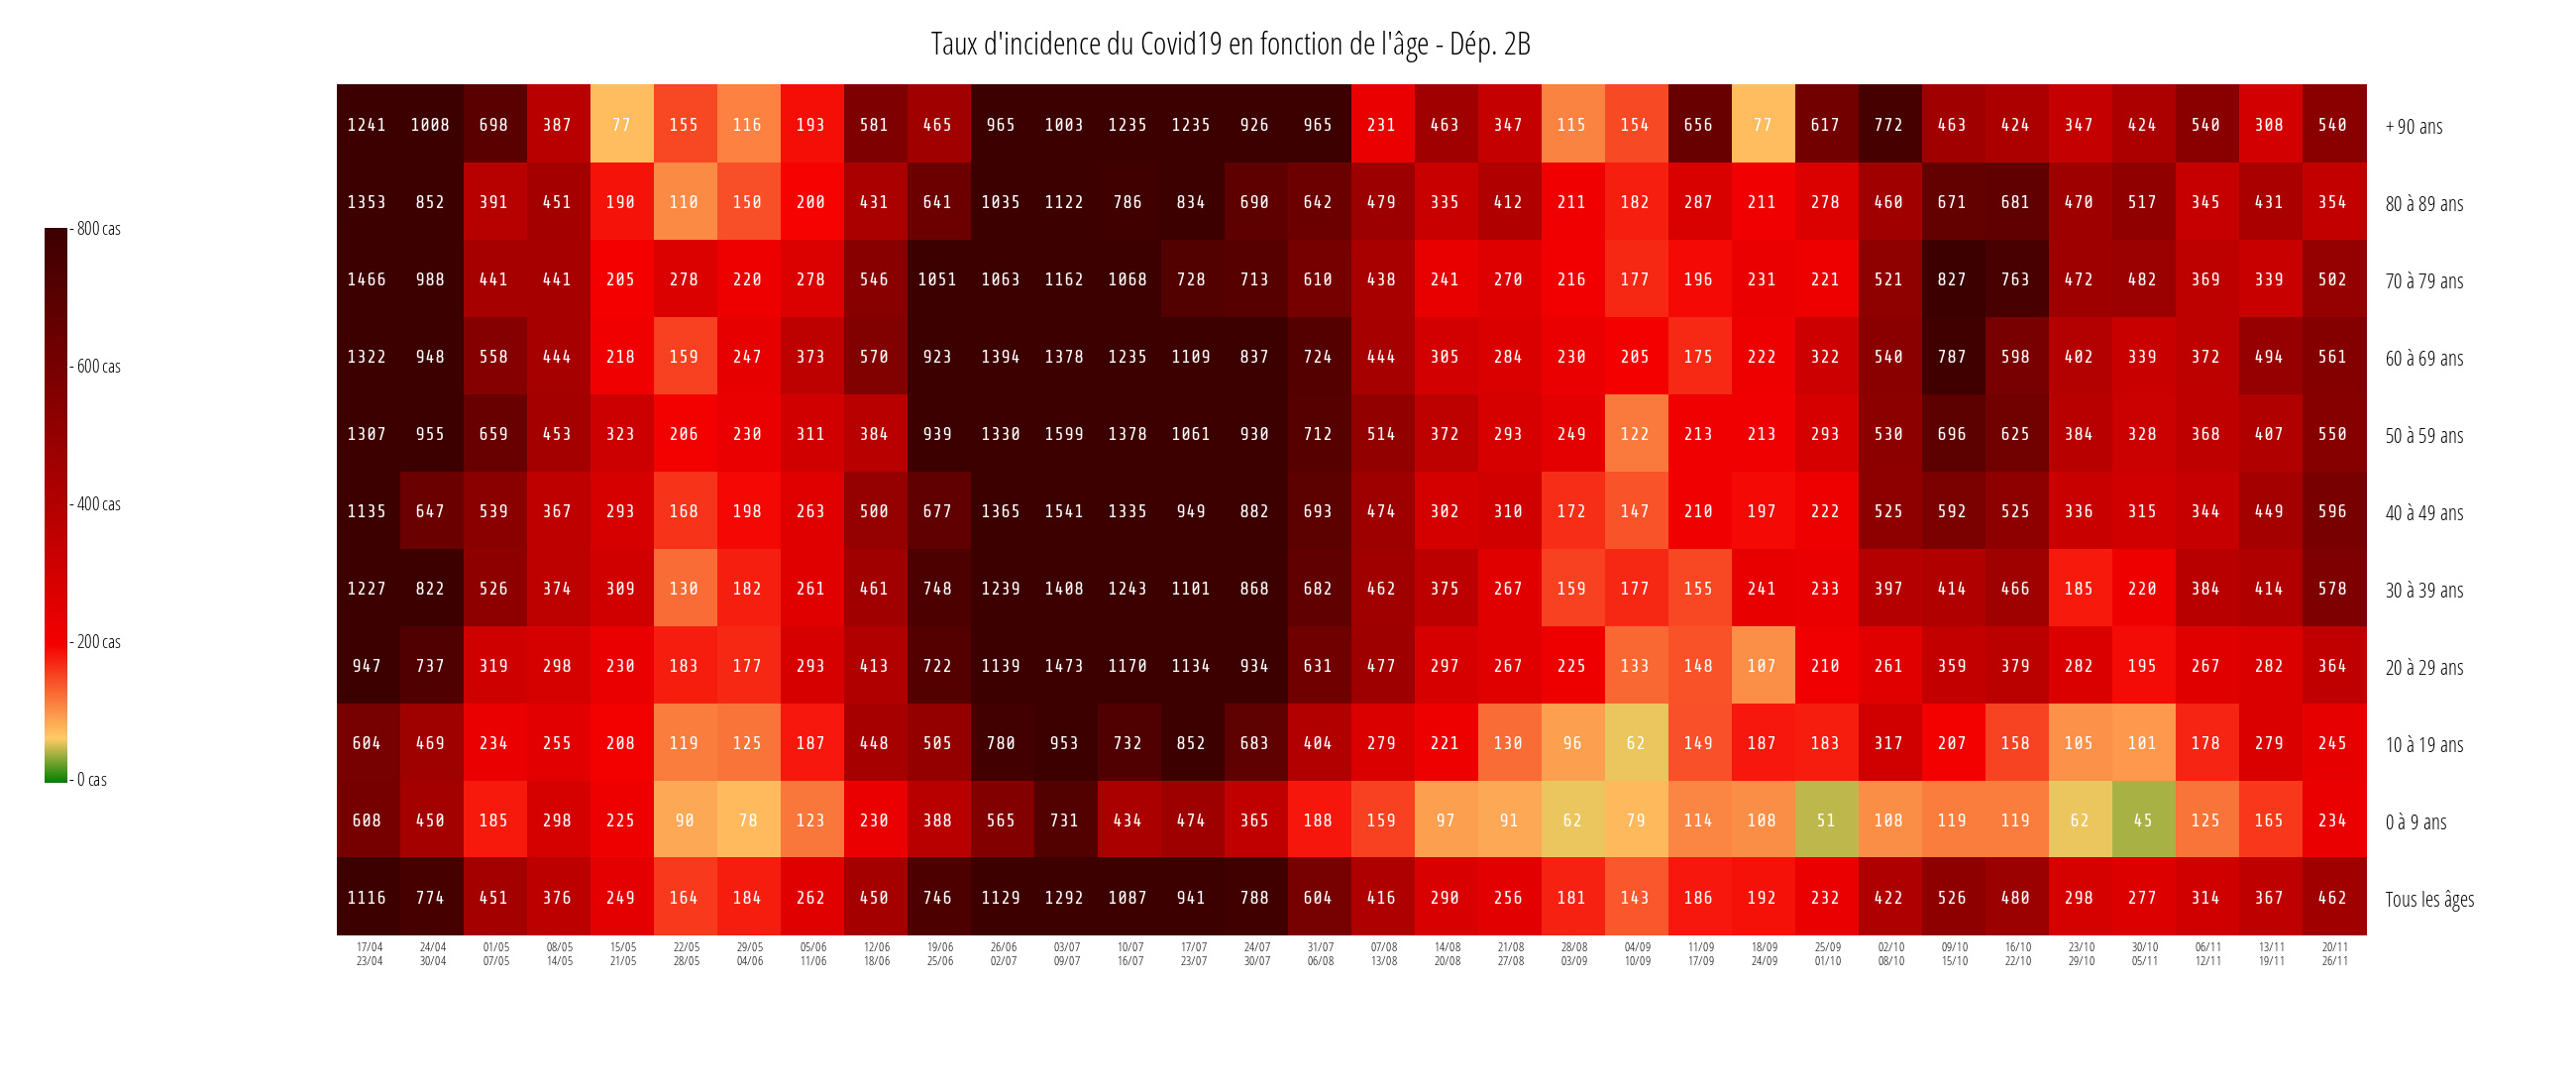 Taux d'incidence du Covid19 en fonction de l'âge - Dép. 2B
1241 1008 698 387 77 155 116 193 581 465 965 1003 1235 1235 926 965 231 463 347 115 154 656 77 617 772 463 424 347 424 540 308 540 + 90 ans
1353 852 391 451 190 110 150 200 431 641 1035 1122 786 834 690 642 479 335 412 211 182 287 211 278 460 671 681 470 517 345 431 354 80 à 89 ans
1466 988 441 441 205 278 220 278 546 1051 1063 1162 1068 728 713 610 438 241 270 216 177 196 231 221 521 827 763 472 482 369 339 502 70 à 79 ans
1322 948 558 444 218 159 247 373 570 923 1394 1378 1235 1109 837 724 444 305 284 230 205 175 222 322 540 787 598 402 339 372 494 561 60 à 69 ans
1307 955 659 453 323 206 230 311 384 939 1330 1599 1378 1061 930 712 514 372 293 249 122 213 213 293 530 696 625 384 328 368 407 550 50 à 59 ans
1135 647 539 367 293 168 198 263 500 677 1365 1541 1335 949 882 693 474 302 310 172 147 210 197 222 525 592 525 336 315 344 449 596 40 à 49 ans
1227 822 526 374 309 130 182 261 461 748 1239 1408 1243 1101 868 682 462 375 267 159 177 155 241 233 397 414 466 185 220 384 414 578 30 à 39 ans
947 737 319 298 230 183 177 293 413 722 1139 1473 1170 1134 934 631 477 297 267 225 133 148 107 210 261 359 379 282 195 267 282 364 20 à 29 ans
604 469 234 255 208 119 125 187 448 505 780 953 732 852 683 404 279 221 130 96 62 149 187 183 317 207 158 105 101 178 279 245 10 à 19 ans
608 450 185 298 225 90 78 123 230 388 565 731 434 474 365 188 159 97 91 62 79 114 108 51 108 119 119 62 45 125 165 234 0 à 9 ans
1116 774 451 376 249 164 184 262 450 746 1129 1292 1087 941 788 604 416 290 256 181 143 186 192 232 422 526 480 298 277 314 367 462 Tous les âges
17/04 24/04 01/05 08/05 15/05 22/05 29/05 05/06 12/06 19/06 26/06 03/07 10/07 17/07 24/07 31/07 07/08 14/08 21/08 28/08 04/09 11/09 18/09 25/09 02/10 09/10 16/10 23/10 30/10 06/11 13/11 20/11
23/04 30/04 07/05 14/05 21/05 28/05 04/06 11/06 18/06 25/06 02/07 09/07 16/07 23/07 30/07 06/08 13/08 20/08 27/08 03/09 10/09 17/09 24/09 01/10 08/10 15/10 22/10 29/10 05/11 12/11 19/11 26/11
- 800 cas
- 600 cas
- 400 cas
- 200 cas
- 0 cas